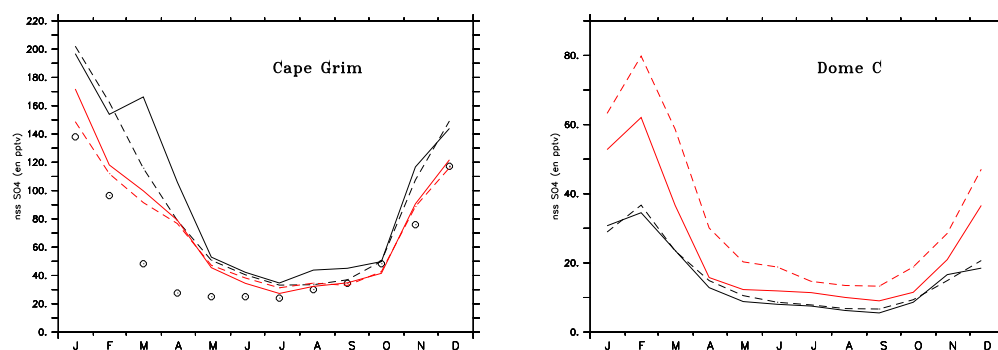 220.
200.
180.
160.
140.
120.
100.
80.
60.
40.
20.
0.
nss SO4 (en pptv)
Cape Grim
J F M A M J J A S O N D
80.
60.
40.
20.
0.
nss SO4 (en pptv)
Dome C
J F M A M J J A S O N D